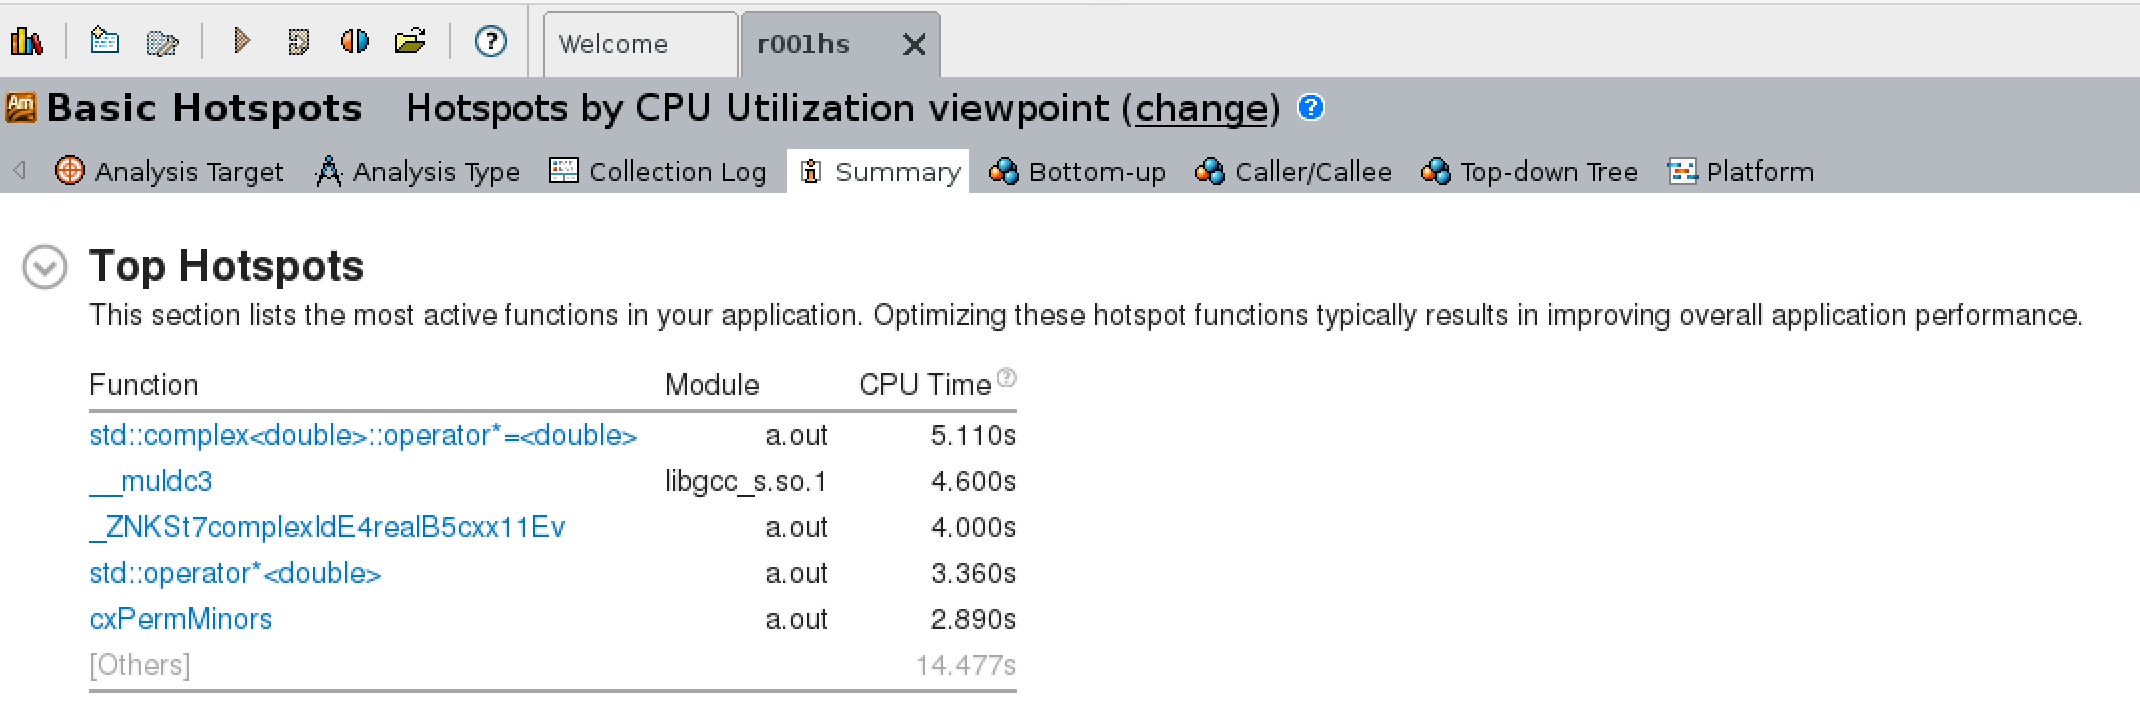 Welcome r001hs
Am Basic Hotspots Hotspots by CPU Utilization viewpoint (change) ?
Analysis Target Analysis Type Collection Log Summary Bottom-up Caller/Callee Top-down Tree Platform
Top Hotspots
This section lists the most active functions in your application. Optimizing these hotspot functions typically results in improving overall application performance.
Function Module CPU Time ?
std::complex<double>::operator*=<double> a.out 5.110s
__muldc3 libgcc_s.so.1 4.600s
_ZNKSt7complexIdE4realB5cxx11Ev a.out 4.000s
std::operator*<double> a.out 3.360s
cxPermMinors a.out 2.890s
[Others] 14.477s